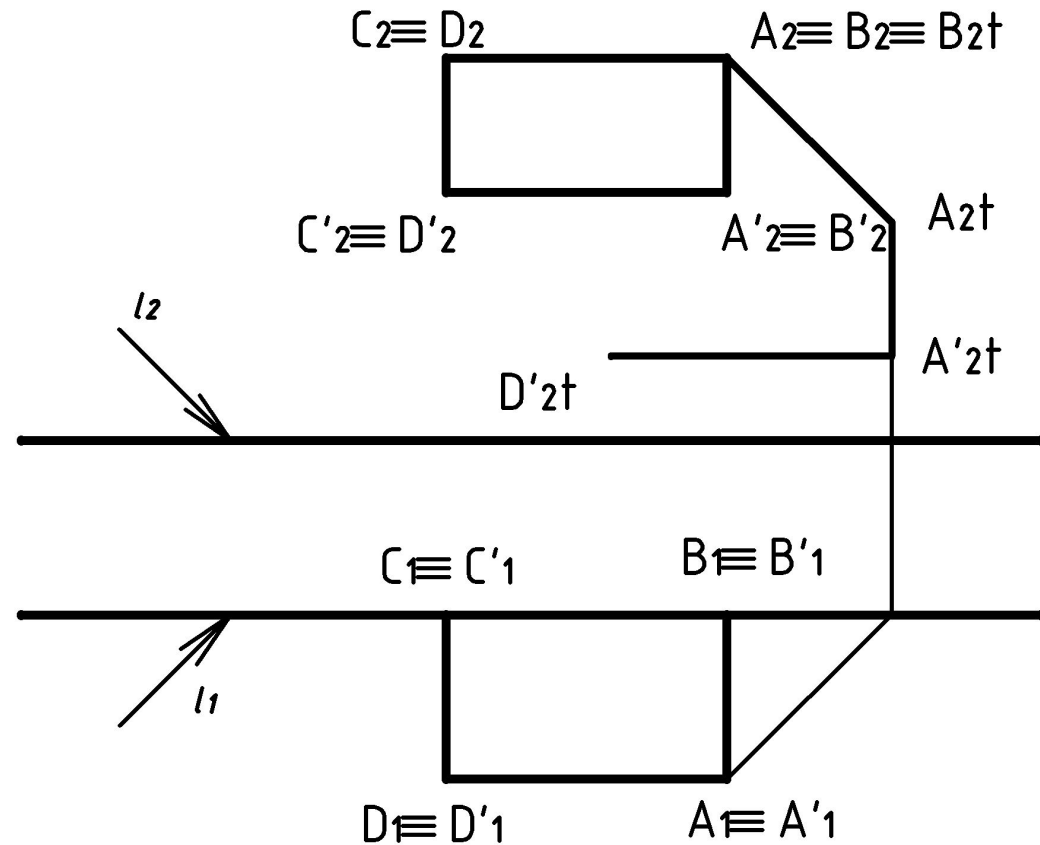 C2≡ D2
A2≡ B2≡ B2t
A2t
C'2≡ D'2
A'2≡ B'2
l2
A'2t
D'2t
C1≡ C'1
B1≡ B'1
l1
D1≡ D'1
A1≡ A'1